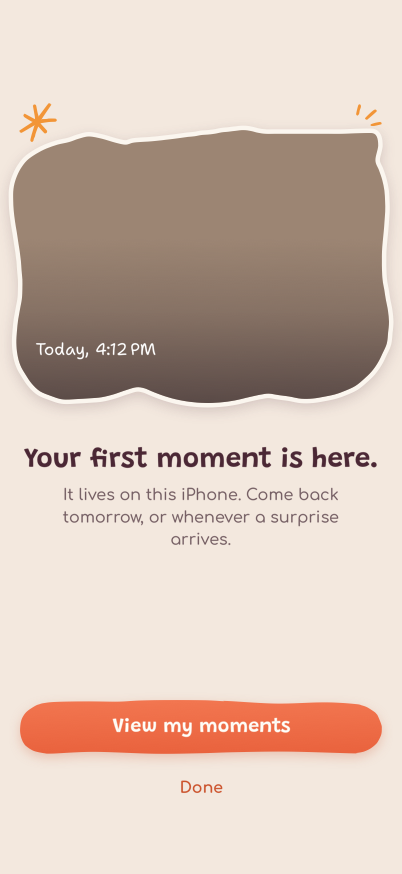 Today, 4:12 PM
Your first moment is here.
It lives on this iPhone. Come back
tomorrow, or whenever a surprise
arrives.
View my moments
Done